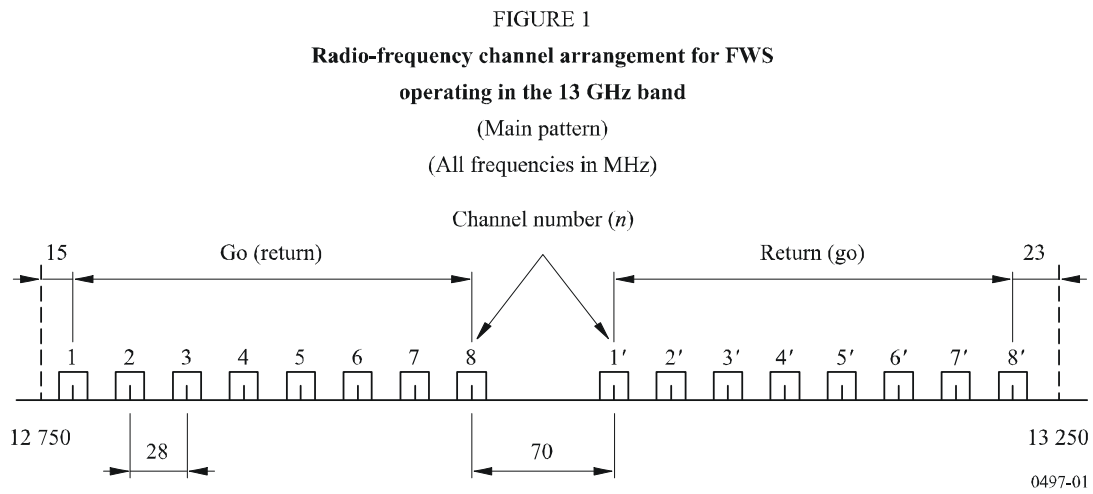 FIGURE 1
Radio-frequency channel arrangement for FWS
operating in the 13 GHz band
(Main pattern)
(All frequencies in MHz)
Channel number (n)
15 Go (return) Return (go) 23
1 2 3 4 5 6 7 8 1′ 2′ 3′ 4′ 5′ 6′ 7′ 8′
12 750 13 250
28 70
0497-01